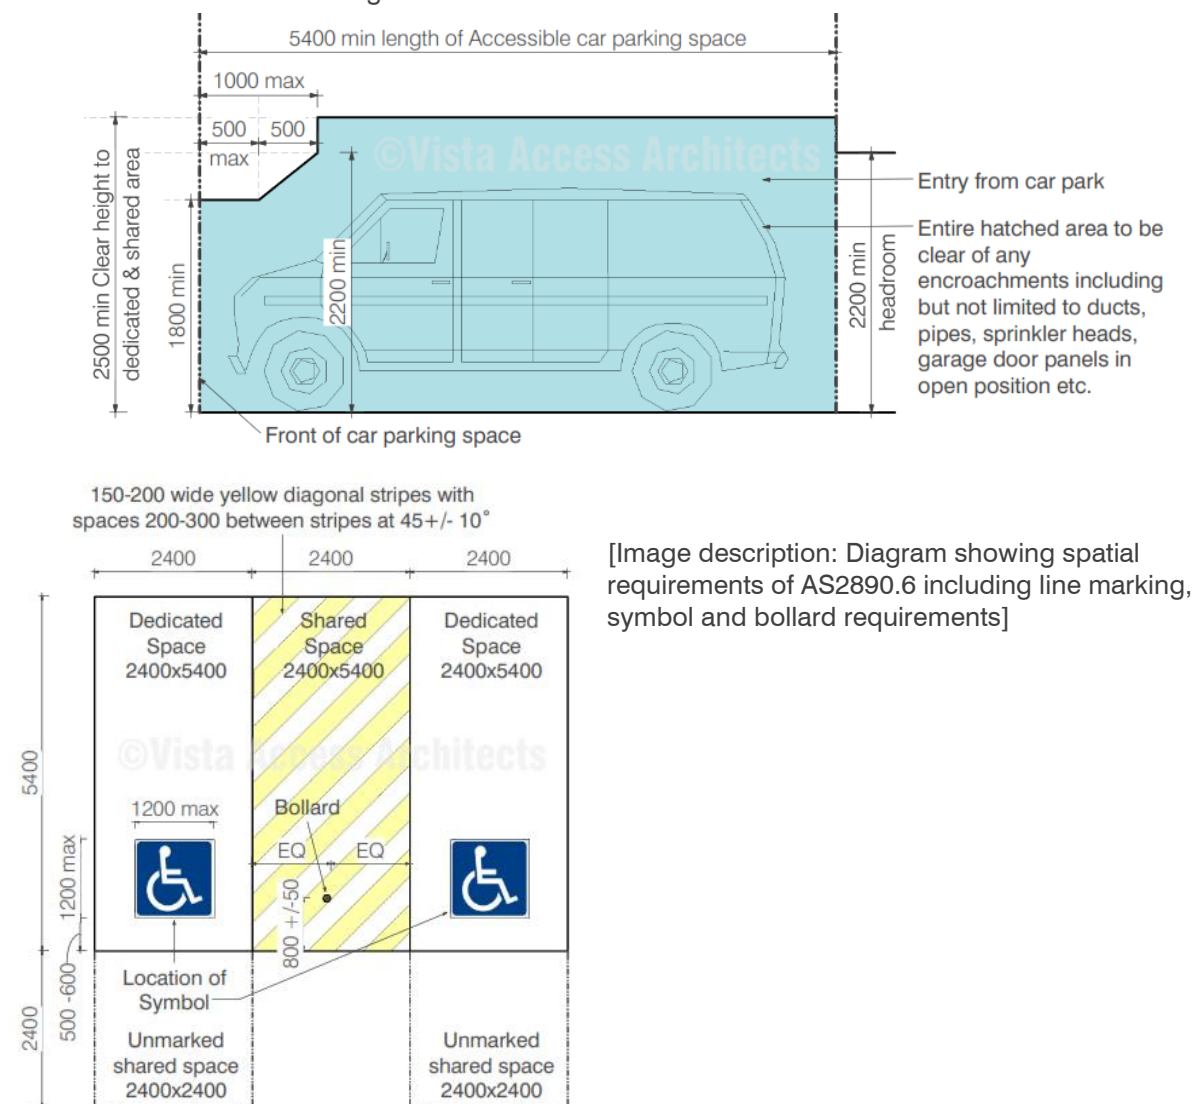 5400 min length of Accessible car parking space
1000 max
500
500
max
2500 min Clear height to
dedicated & shared area
1800 min
2200 min
©Vista Access Architects
2200 min
headroom
Entry from car park
Entire hatched area to be
clear of any
encroachments including
but not limited to ducts,
pipes, sprinkler heads,
garage door panels in
open position etc.
Front of car parking space
150-200 wide yellow diagonal stripes with
spaces 200-300 between stripes at 45+/- 10°
2400
2400
2400
Dedicated
Space
2400x5400
Shared
Space
2400x5400
Dedicated
Space
2400x5400
[Image description: Diagram showing spatial
requirements of AS2890.6 including line marking,
symbol and bollard requirements]
©Vista Access Architects
5400
1200 max
1200 max
Bollard
EQ
EQ
800 +/-50
500 -600
2400
Location of
Symbol
Unmarked
shared space
2400x2400
Unmarked
shared space
2400x2400